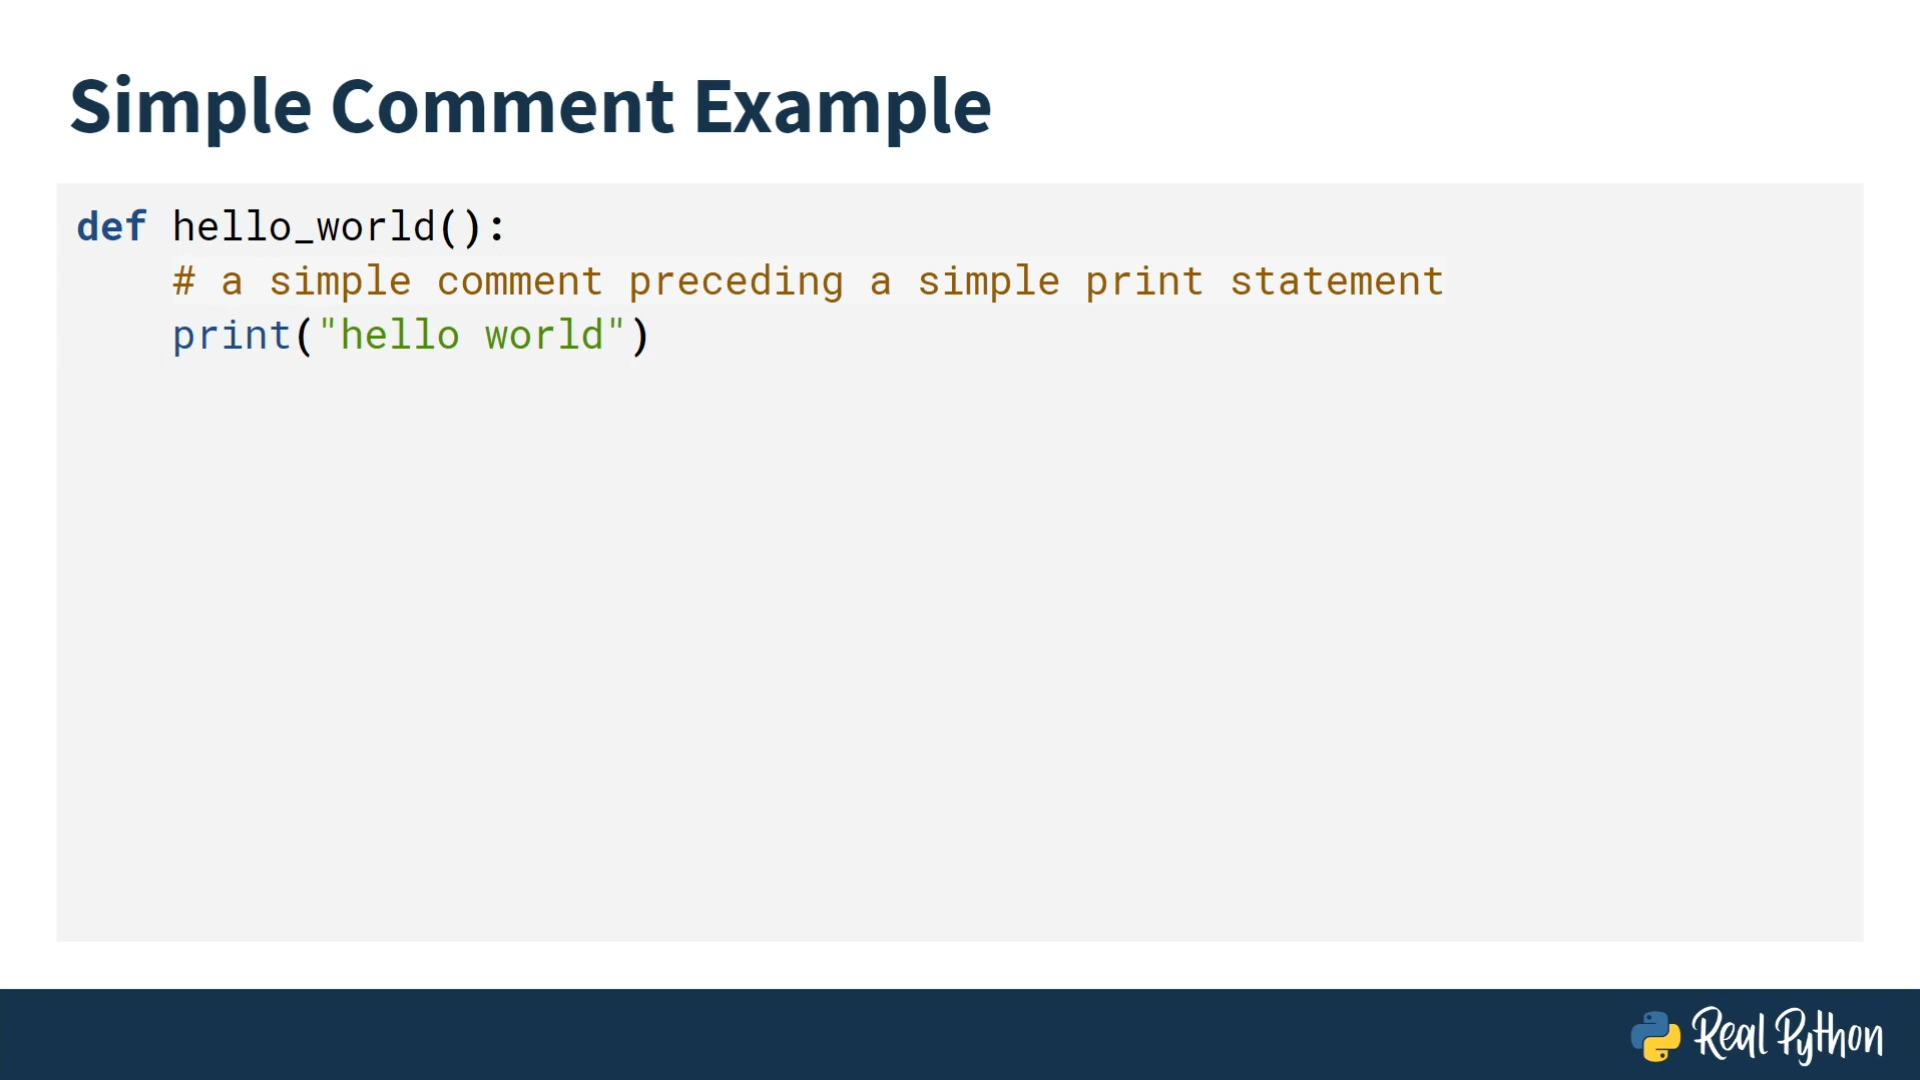 Simple Comment Example
def hello_world():
    # a simple comment preceding a simple print statement
    print("hello world")
Real Python